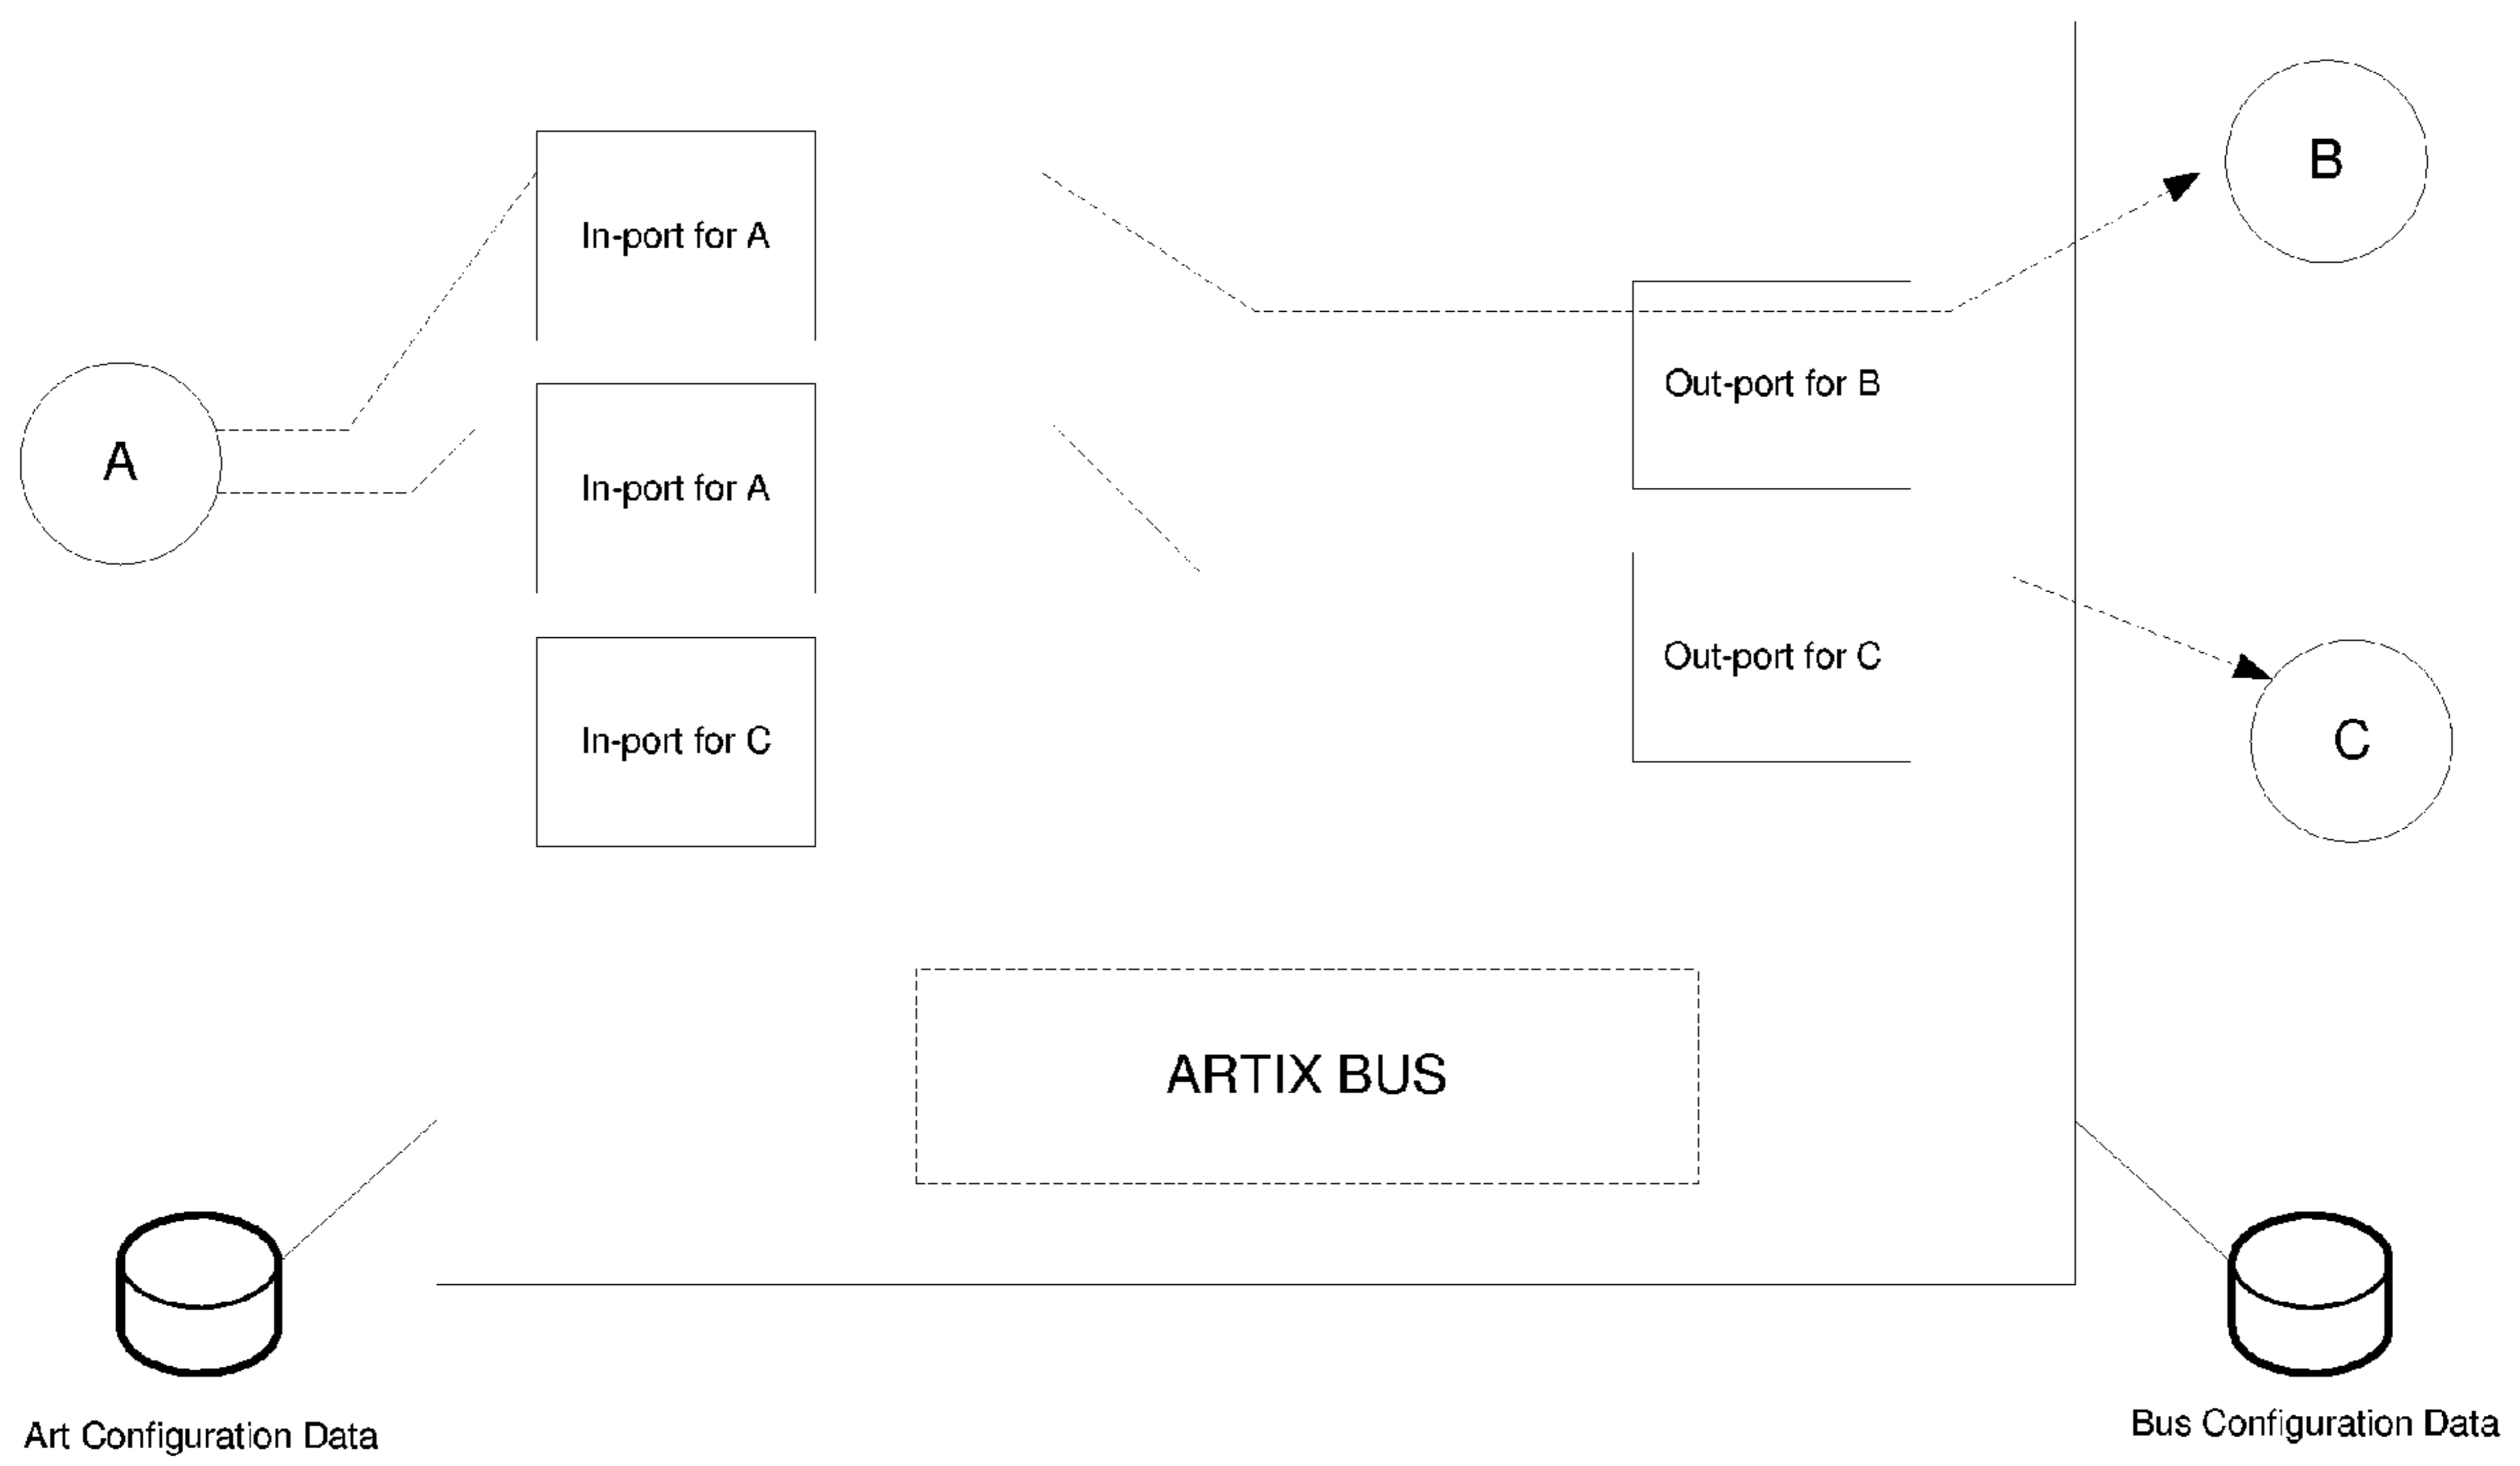 B
In-port for A
Out-port for B
A
In-port for A
Out-port for C
In-port for C
C
ARTIX BUS
Art Configuration Data
Bus Configuration Data